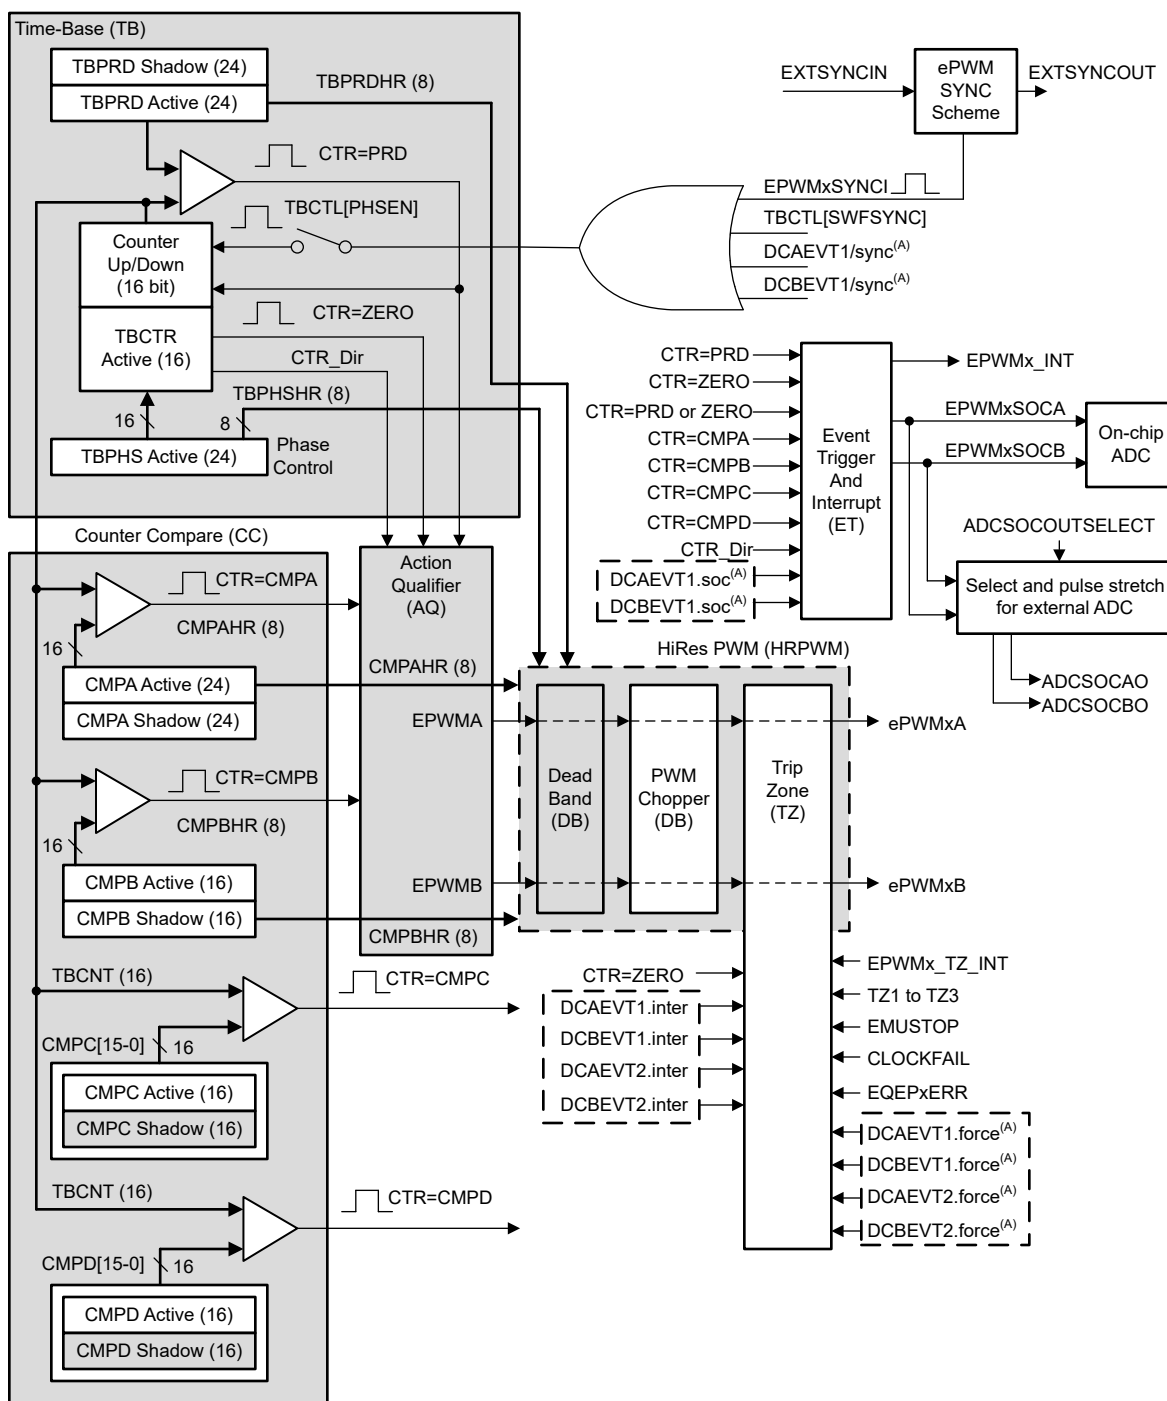 Time-Base (TB)
TBPRD Shadow (24)
TBPRD Active (24)
TBPRDHR (8)
CTR=PRD
TBCTL[PHSEN]
Counter
Up/Down
(16 bit)
CTR=ZERO
TBCTR
Active (16)
CTR_Dir
TBPHSHR (8)
16
8
TBPHS Active (24)
Phase
Control
EXTSYNCIN
ePWM
SYNC
Scheme
EXTSYNCOUT
EPWMxSYNCI
TBCTL[SWFSYNC]
DCAEVT1/sync(A)
DCBEVT1/sync(A)
CTR=PRD
CTR=ZERO
CTR=PRD or ZERO
CTR=CMPA
CTR=CMPB
CTR=CMPC
CTR=CMPD
CTR_Dir
DCAEVT1.soc(A)
DCBEVT1.soc(A)
Event
Trigger
And
Interrupt
(ET)
EPWMx_INT
EPWMxSOCA
EPWMxSOCB
On-chip
ADC
ADCSOCOUTSELECT
Select and pulse stretch
for external ADC
ADCSOCAO
ADCSOCBO
Counter Compare (CC)
CTR=CMPA
CMPAHR (8)
16
CMPA Active (24)
CMPA Shadow (24)
CTR=CMPB
CMPBHR (8)
16
CMPB Active (16)
CMPB Shadow (16)
TBCNT (16)
CTR=CMPC
CMPC[15-0]
16
CMPC Active (16)
CMPC Shadow (16)
TBCNT (16)
CTR=CMPD
CMPD[15-0]
16
CMPD Active (16)
CMPD Shadow (16)
Action
Qualifier
(AQ)
CMPAHR (8)
EPWMA
EPWMB
CMPBHR (8)
HiRes PWM (HRPWM)
Dead
Band
(DB)
PWM
Chopper
(DB)
Trip
Zone
(TZ)
ePWMxA
ePWMxB
CTR=ZERO
DCAEVT1.inter
DCBEVT1.inter
DCAEVT2.inter
DCBEVT2.inter
EPWMx_TZ_INT
TZ1 to TZ3
EMUSTOP
CLOCKFAIL
EQEPxERR
DCAEVT1.force(A)
DCBEVT1.force(A)
DCAEVT2.force(A)
DCBEVT2.force(A)